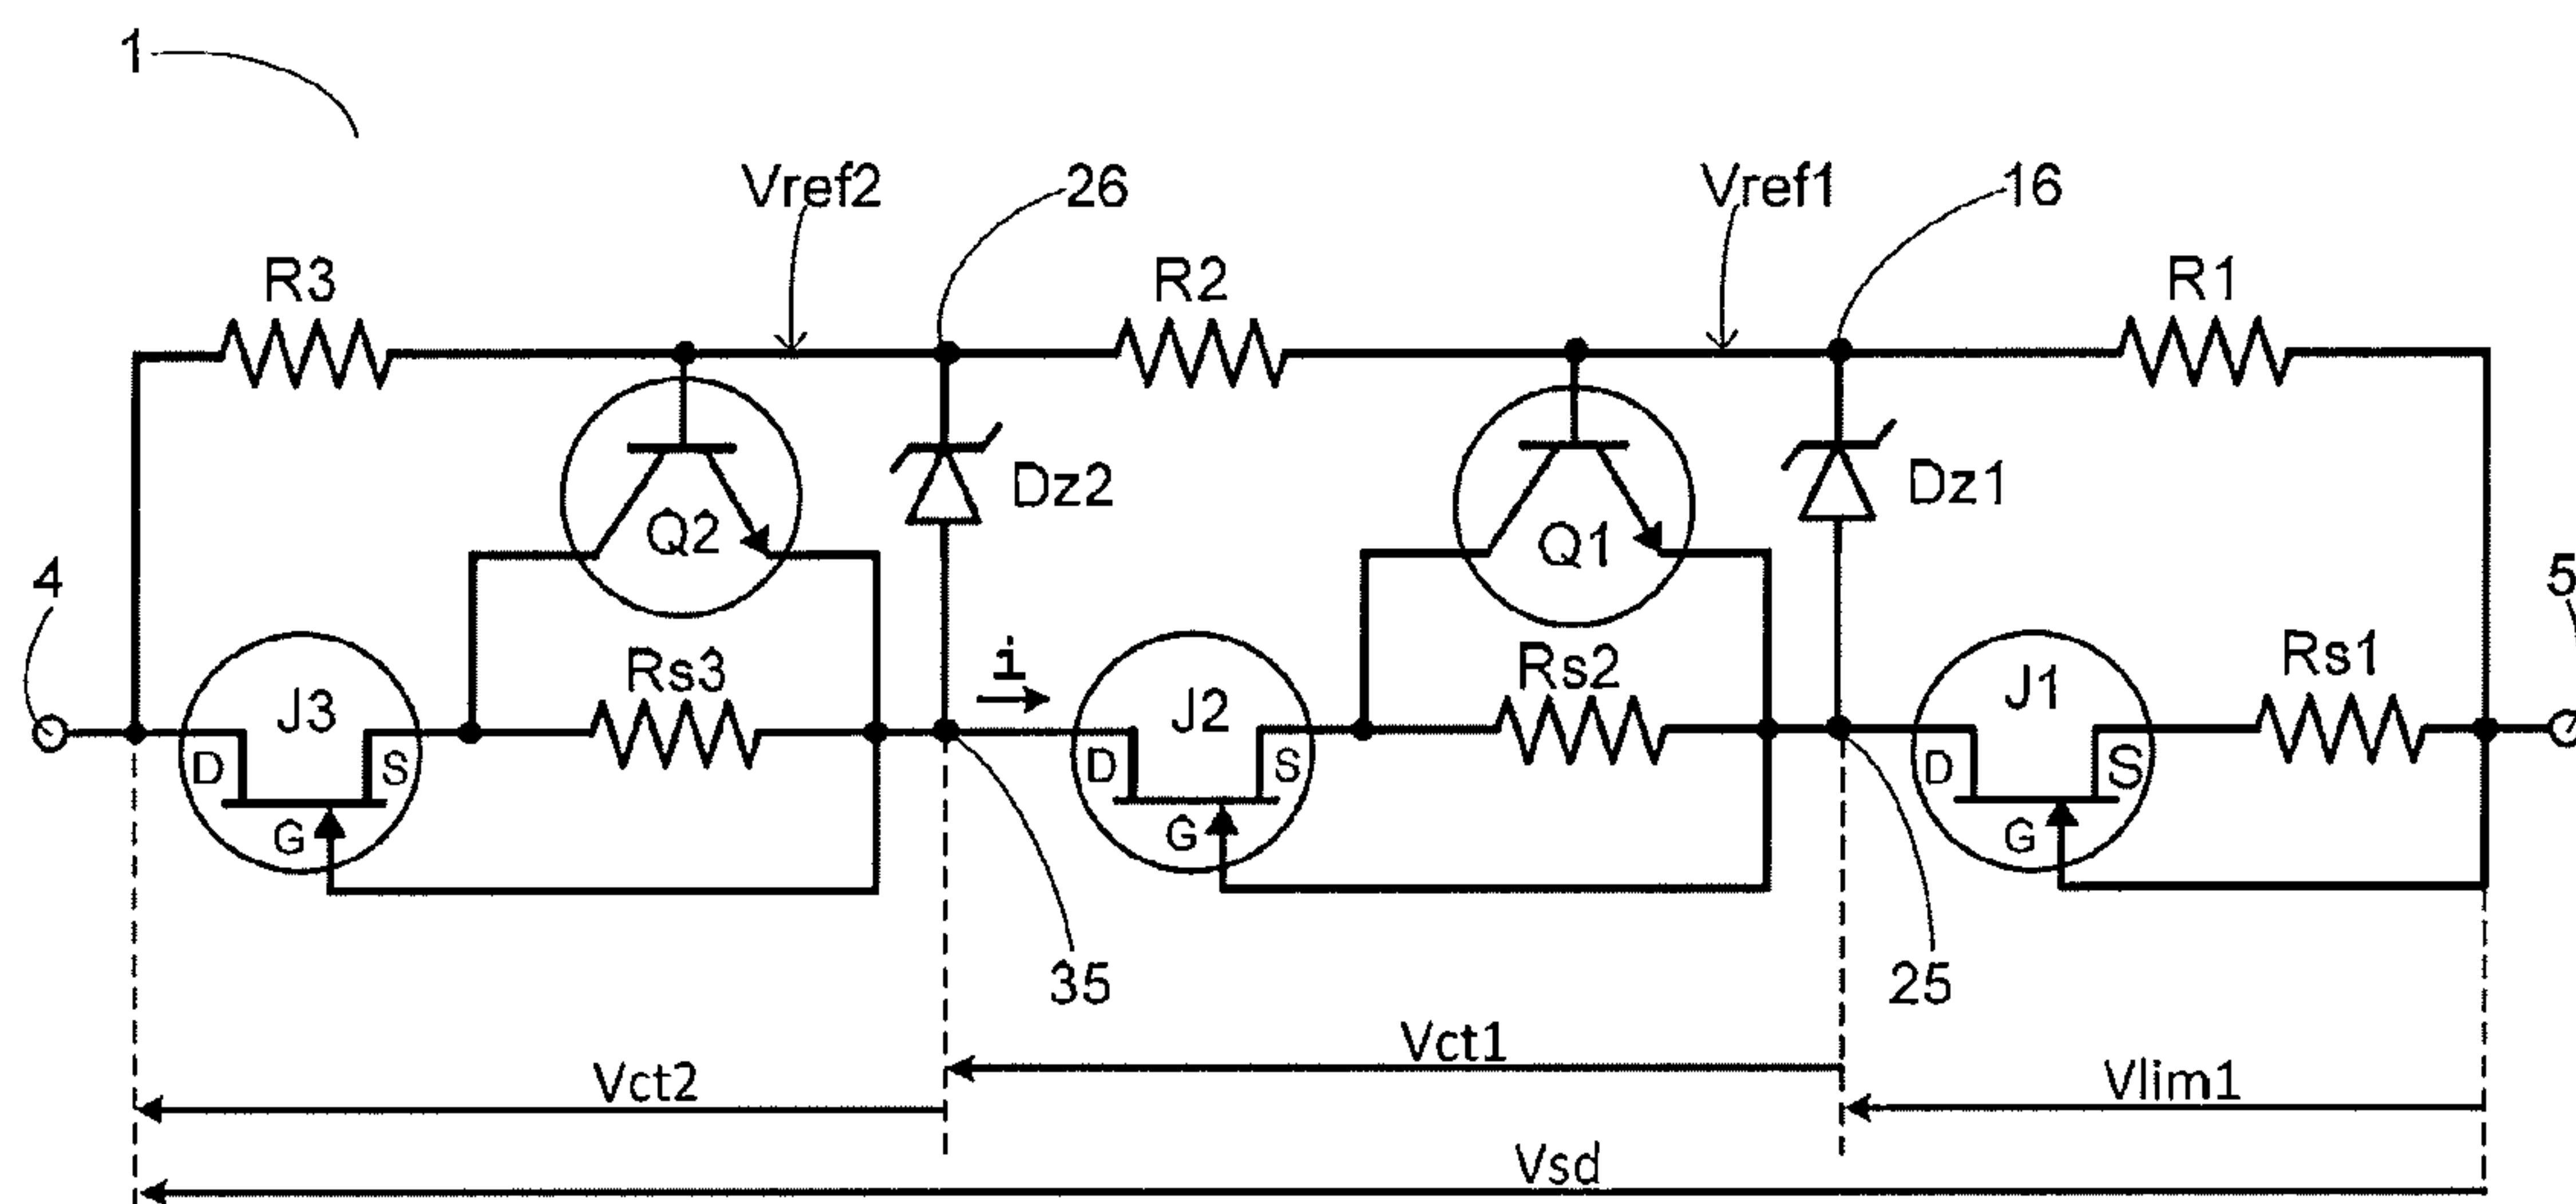 1
Vref2 26 Vref1 16
R3 R2 R1
Q2 Dz2 Q1 Dz1
4 5
J3 Rs3 i J2 Rs2 J1 Rs1
D S D S D S
G G G
35 25
Vct2 Vct1 Vlim1
Vsd